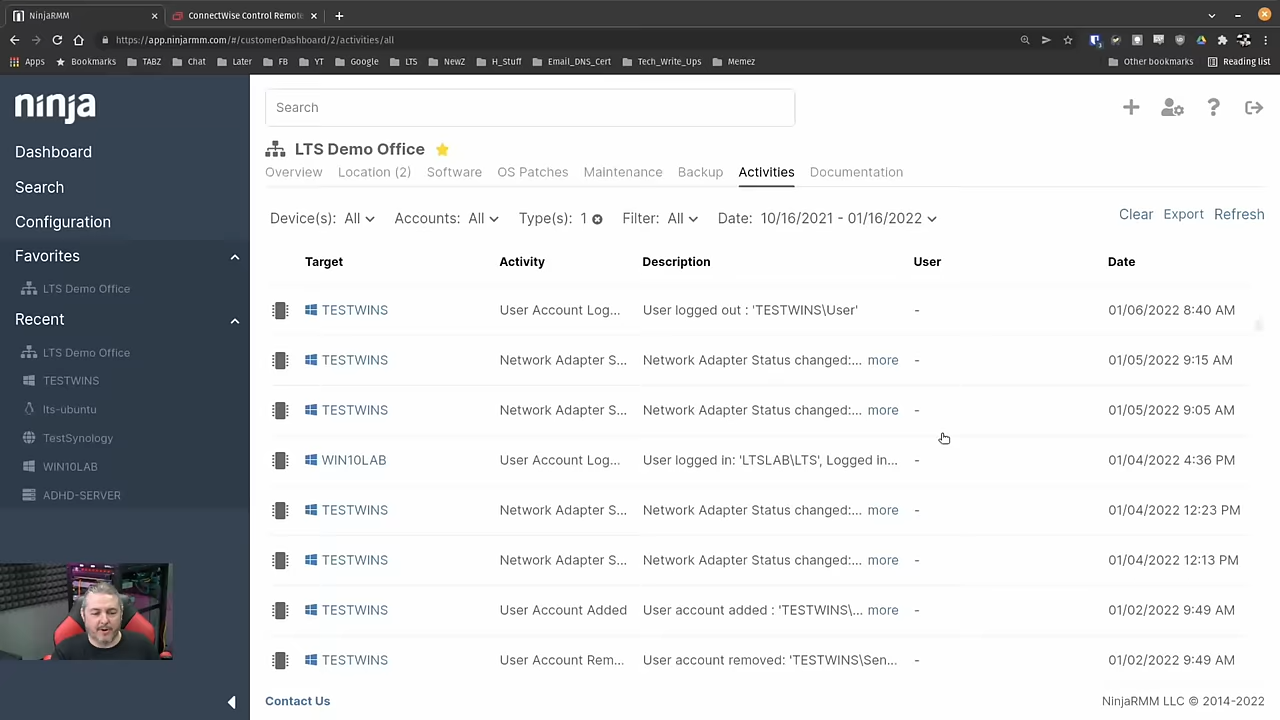 NinjaRMM
ConnectWise Control Remote
https://app.ninjarmm.com/#/customerDashboard/2/activities/all
Apps Bookmarks TABZ Chat Later FB YT Google LTS NewZ H_Stuff Email_DNS_Cert Tech_Write_Ups Memez Other bookmarks Reading list
ninja
Dashboard
Search
Configuration
Favorites
LTS Demo Office
Recent
LTS Demo Office
TESTWINS
lts-ubuntu
TestSynology
WIN10LAB
ADHD-SERVER
Search
LTS Demo Office
Overview Location (2) Software OS Patches Maintenance Backup Activities Documentation
Device(s): All Accounts: All Type(s): 1 Filter: All Date: 10/16/2021 - 01/16/2022 Clear Export Refresh
Target Activity Description User Date
TESTWINS User Account Log... User logged out : 'TESTWINS\User' - 01/06/2022 8:40 AM
TESTWINS Network Adapter S... Network Adapter Status changed:... more - 01/05/2022 9:15 AM
TESTWINS Network Adapter S... Network Adapter Status changed:... more - 01/05/2022 9:05 AM
WIN10LAB User Account Log... User logged in: 'LTSLAB\LTS', Logged in... - 01/04/2022 4:36 PM
TESTWINS Network Adapter S... Network Adapter Status changed:... more - 01/04/2022 12:23 PM
TESTWINS Network Adapter S... Network Adapter Status changed:... more - 01/04/2022 12:13 PM
TESTWINS User Account Added User account added : 'TESTWINS\... more - 01/02/2022 9:49 AM
TESTWINS User Account Rem... User account removed: 'TESTWINS\Sen... - 01/02/2022 9:49 AM
Contact Us NinjaRMM LLC © 2014-2022